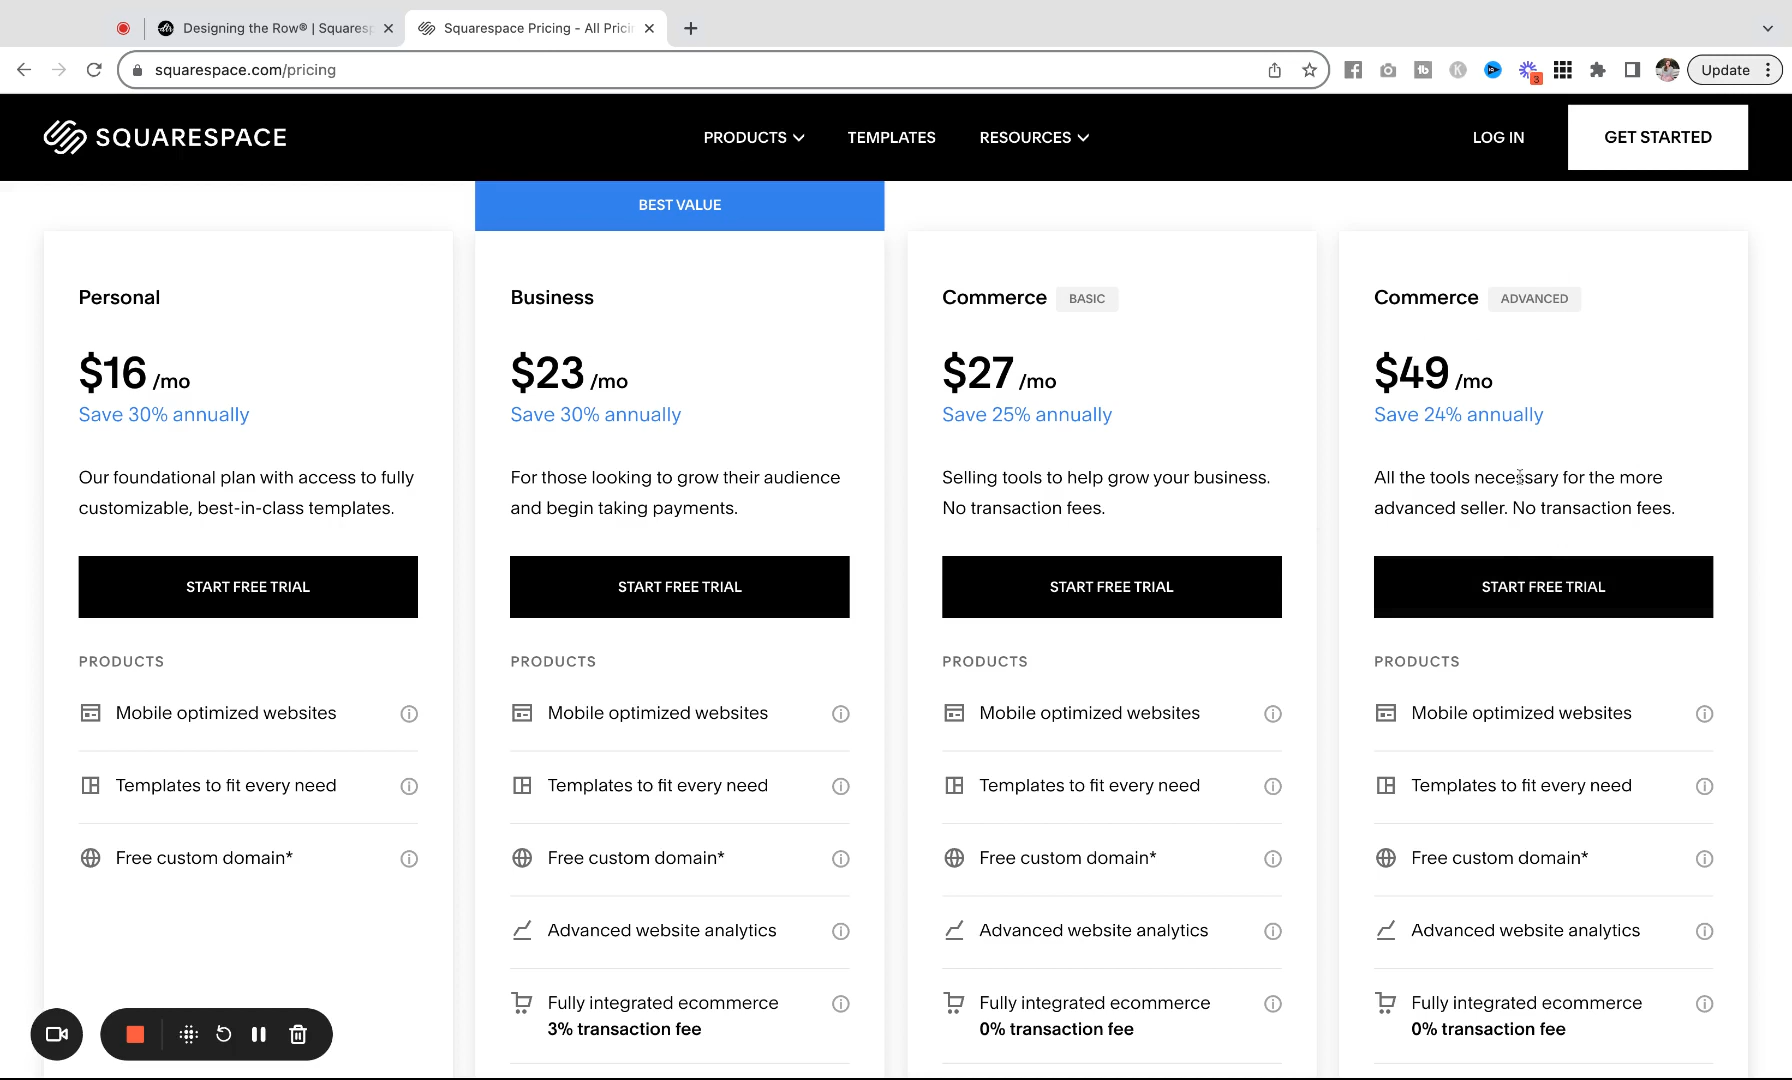 Designing the Row® | Squaresp
Squarespace Pricing - All Prici
squarespace.com/pricing
3
Update
SQUARESPACE
PRODUCTS
TEMPLATES
RESOURCES
LOG IN
GET STARTED
BEST VALUE
Personal
$16 /mo
Save 30% annually
Our foundational plan with access to fully
customizable, best-in-class templates.
START FREE TRIAL
PRODUCTS
Mobile optimized websites
Templates to fit every need
Free custom domain*
Business
$23 /mo
Save 30% annually
For those looking to grow their audience
and begin taking payments.
START FREE TRIAL
PRODUCTS
Mobile optimized websites
Templates to fit every need
Free custom domain*
Advanced website analytics
Fully integrated ecommerce
3% transaction fee
Commerce BASIC
$27 /mo
Save 25% annually
Selling tools to help grow your business.
No transaction fees.
START FREE TRIAL
PRODUCTS
Mobile optimized websites
Templates to fit every need
Free custom domain*
Advanced website analytics
Fully integrated ecommerce
0% transaction fee
Commerce ADVANCED
$49 /mo
Save 24% annually
All the tools necessary for the more
advanced seller. No transaction fees.
START FREE TRIAL
PRODUCTS
Mobile optimized websites
Templates to fit every need
Free custom domain*
Advanced website analytics
Fully integrated ecommerce
0% transaction fee